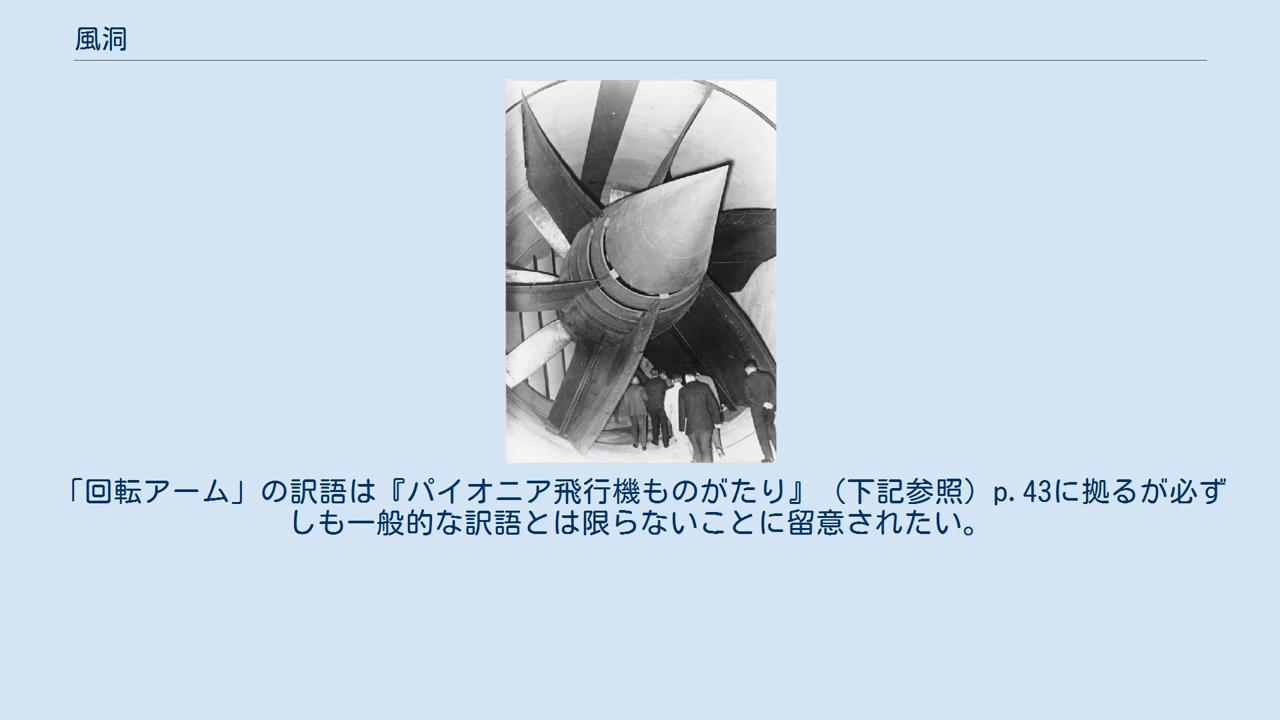 風洞
「回転アーム」の訳語は『パイオニア飛行機ものがたり』（下記参照）p.43に拠るが必ず
しも一般的な訳語とは限らないことに留意されたい。